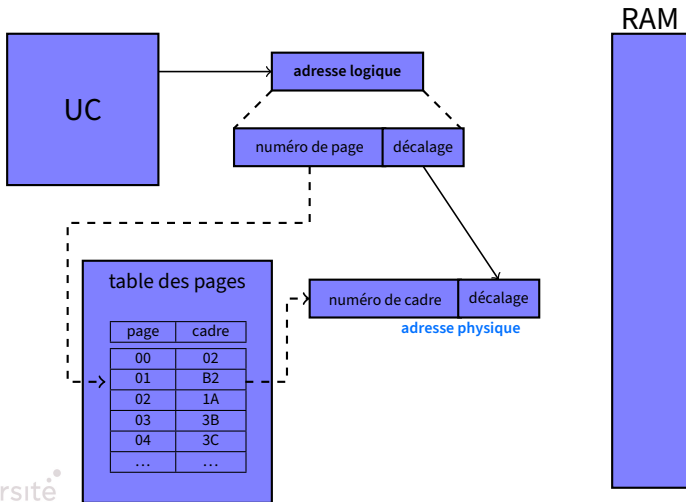 RAM
UC
adresse logique
numéro de page décalage
table des pages
numéro de cadre décalage
adresse physique
page cadre
00 02
01 B2
02 1A
03 3B
04 3C
... ...